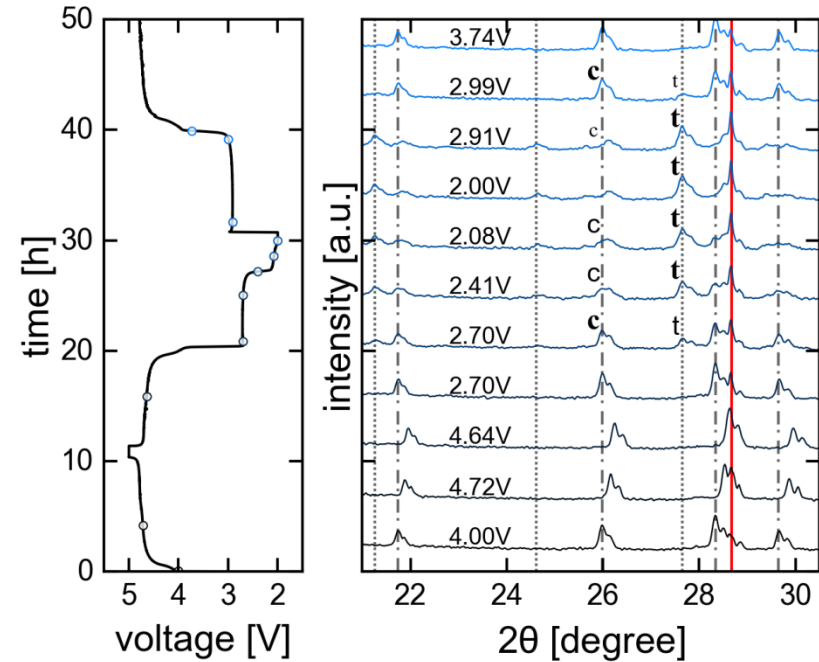 50
40
30
20
10
0
time [h]
5 4 3 2
voltage [V]
intensity [a.u.]
3.74V
c 2.99V t
2.91V c t
2.00V t
2.08V c t
2.41V c t
2.70V c t
2.70V
4.64V
4.72V
4.00V
22 24 26 28 30
2θ [degree]